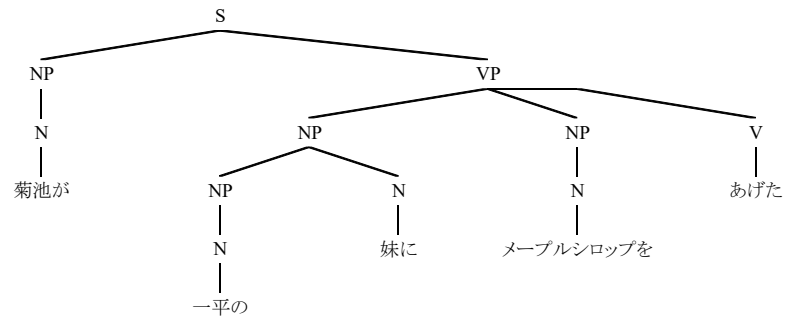 S
NP VP
N NP NP V
菊池が NP N N あげた
N 妹に メープルシロップを
一平の